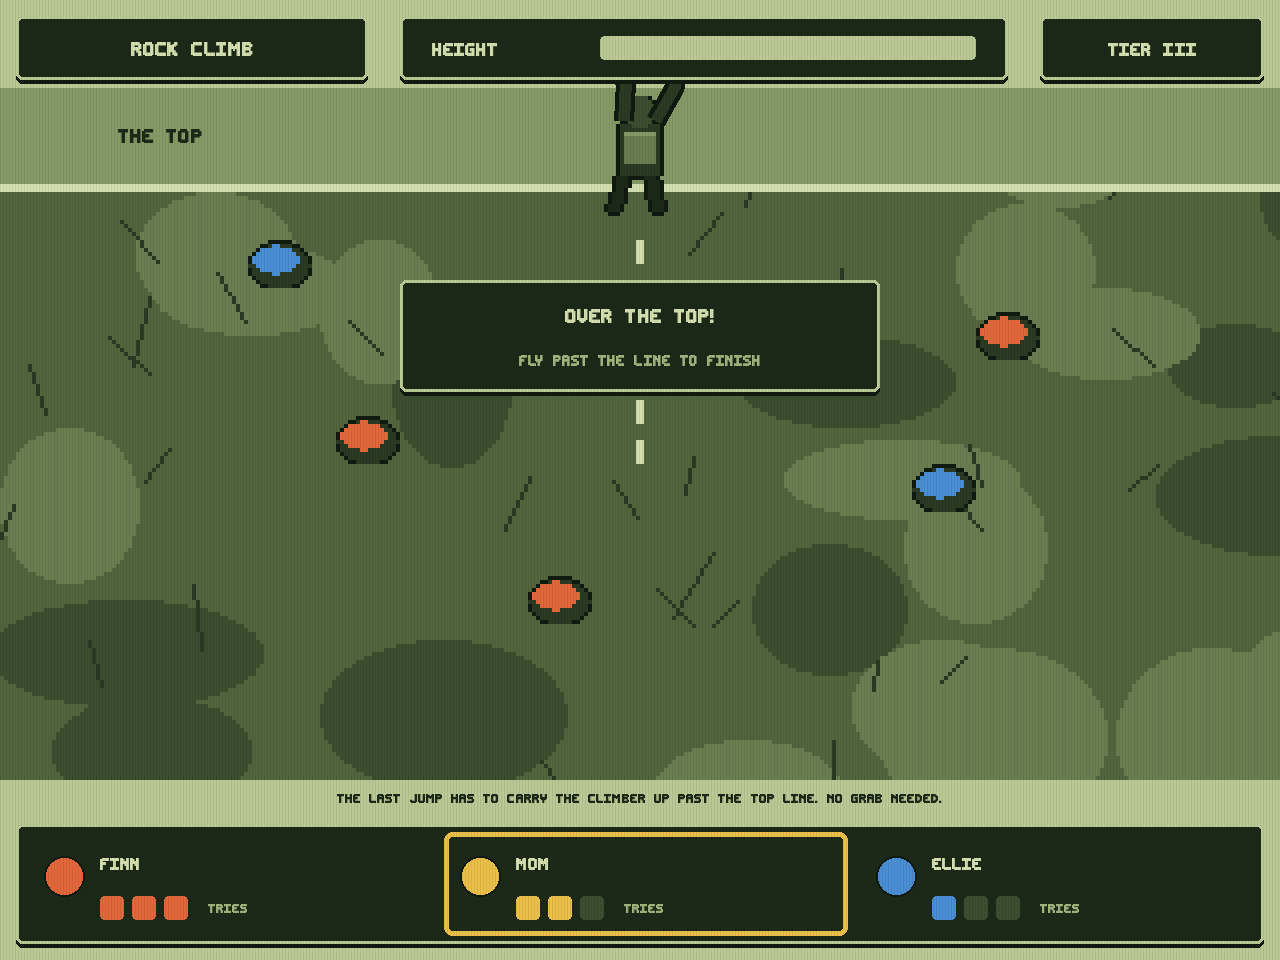 ROCK CLIMB
HEIGHT
TIER III
THE TOP
OVER THE TOP!
FLY PAST THE LINE TO FINISH
THE LAST JUMP HAS TO CARRY THE CLIMBER UP PAST THE TOP LINE. NO GRAB NEEDED.
FINN
TRIES
MOM
TRIES
ELLIE
TRIES